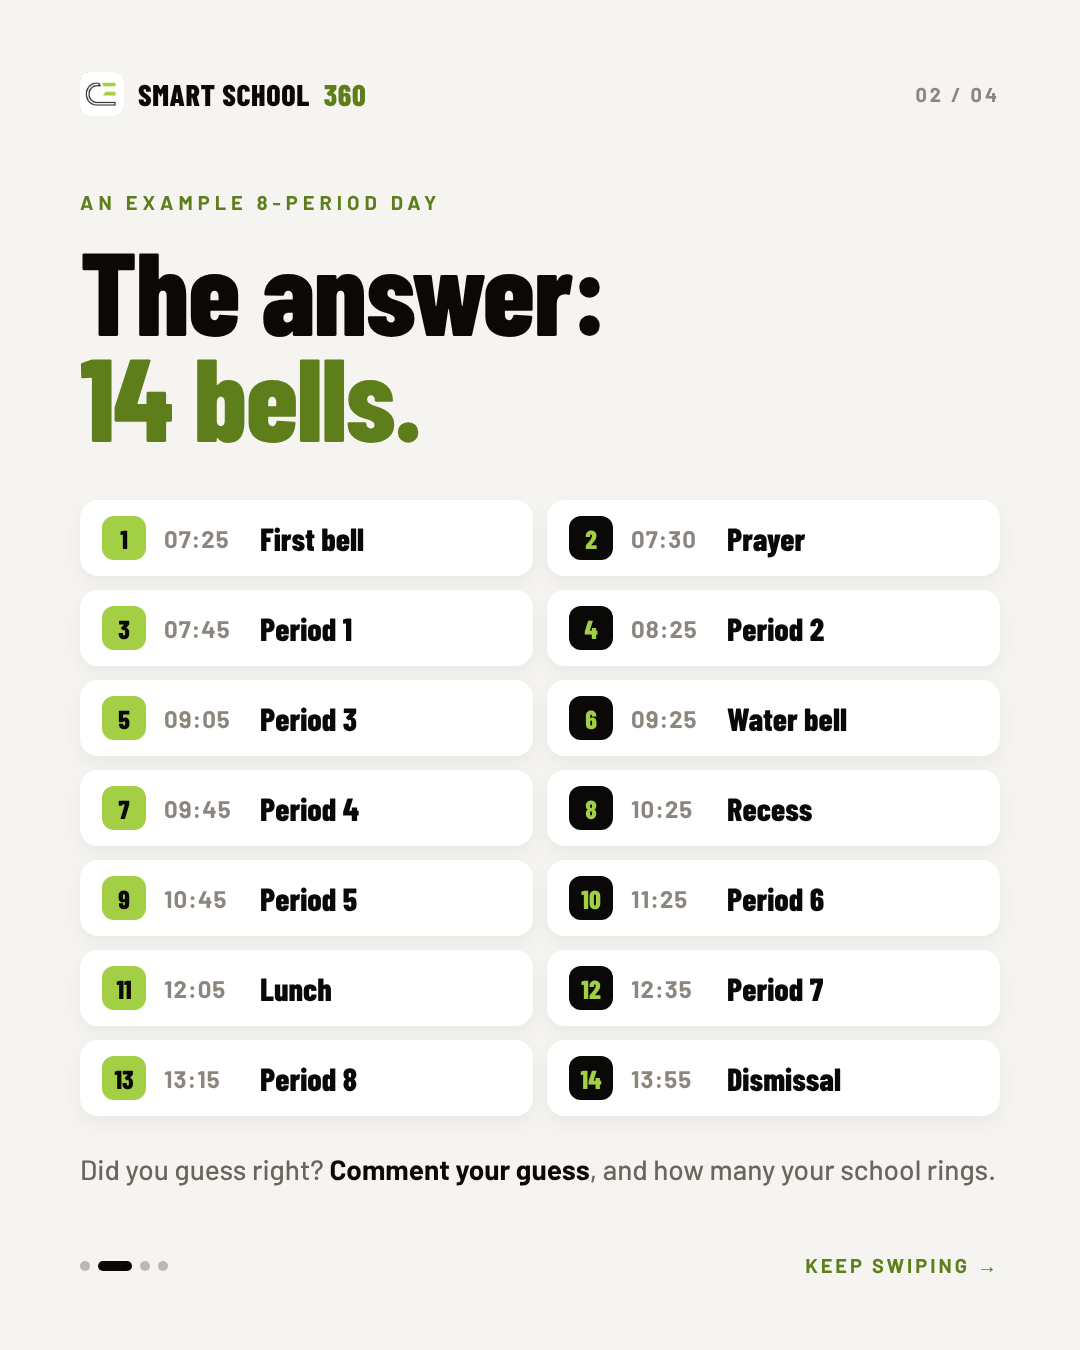 SMART SCHOOL 360
02 / 04
AN EXAMPLE 8-PERIOD DAY
The answer:
14 bells.
1 07:25 First bell
2 07:30 Prayer
3 07:45 Period 1
4 08:25 Period 2
5 09:05 Period 3
6 09:25 Water bell
7 09:45 Period 4
8 10:25 Recess
9 10:45 Period 5
10 11:25 Period 6
11 12:05 Lunch
12 12:35 Period 7
13 13:15 Period 8
14 13:55 Dismissal
Did you guess right? Comment your guess, and how many your school rings.
KEEP SWIPING →